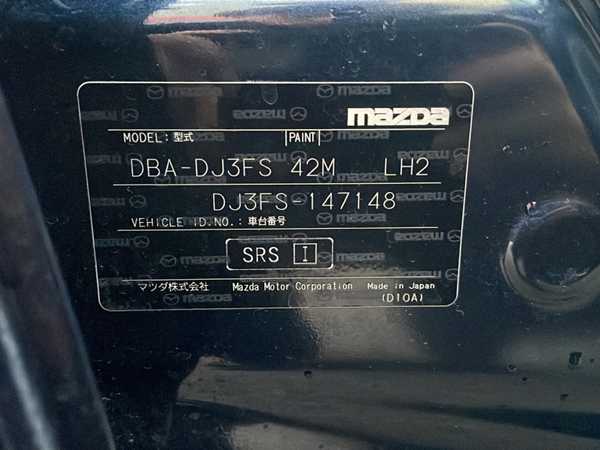 mazda
MODEL:型式 PAINT
DBA-DJ3FS 42M LH2
DJ3FS-147148
VEHICLE ID.NO.:車台番号
SRS I
マツダ株式会社 Mazda Motor Corporation Made in Japan
(D10A)